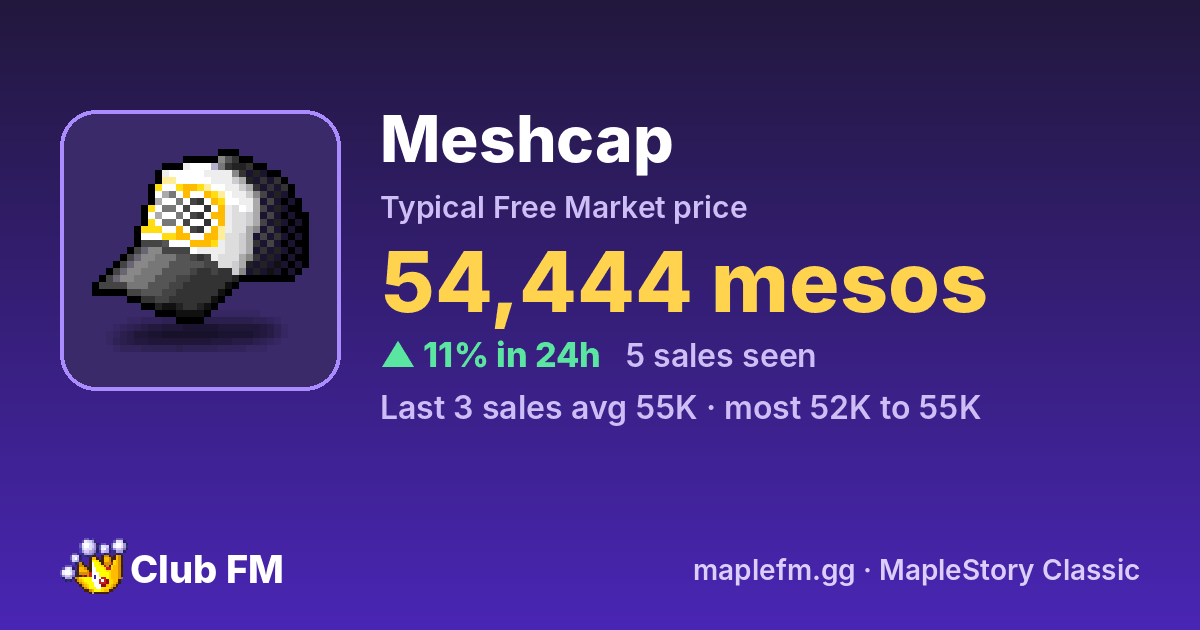 Meshcap
Typical Free Market price
54,444 mesos
▲ 11% in 24h 5 sales seen
Last 3 sales avg 55K · most 52K to 55K
Club FM
maplefm.gg · MapleStory Classic